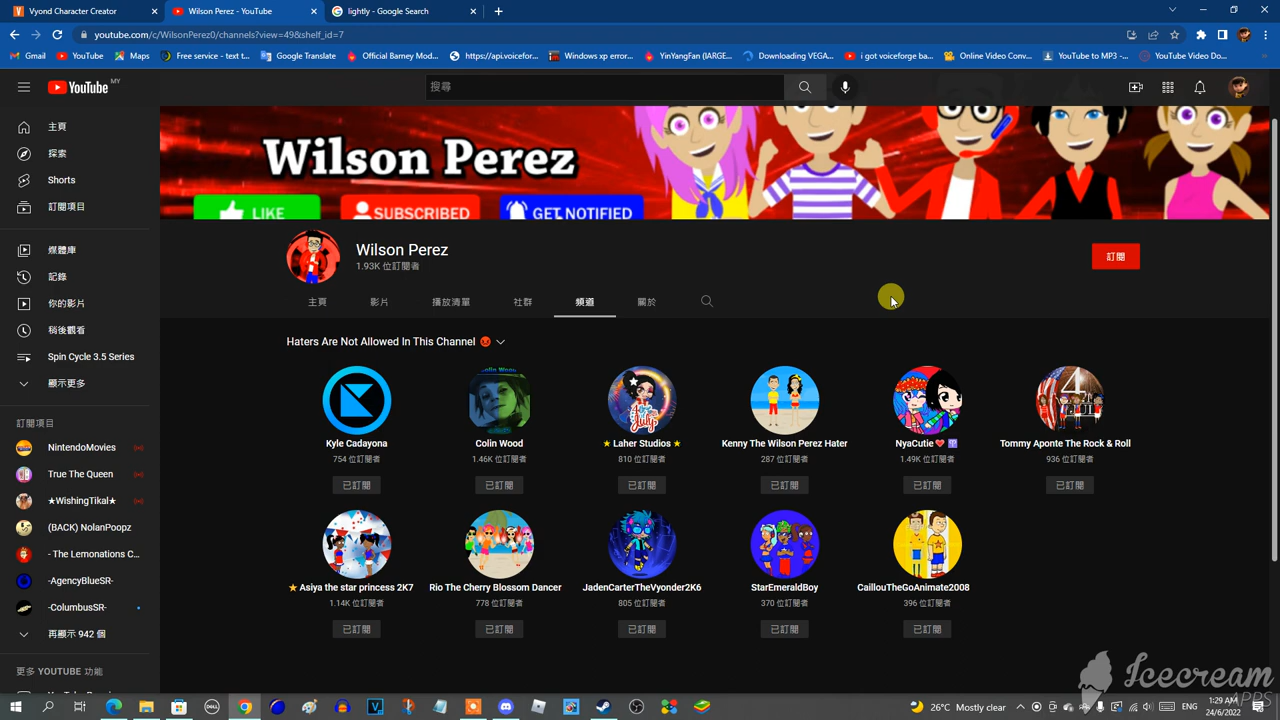 Vyond Character Creator
Wilson Perez - YouTube
lightly - Google Search
youtube.com/c/WilsonPerez0/channels?view=49&shelf_id=7
Gmail
YouTube
Maps
Free service - text t...
Google Translate
Official Barney Mod...
https://api.voicefor...
Windows xp error...
YinYangFan (lARGE...
Downloading VEGA...
i got voiceforge ba...
Online Video Conv...
YouTube to MP3 -...
YouTube Video Do...
YouTube MY
搜尋
主頁
探索
Shorts
訂閱項目
媒體庫
記錄
你的影片
稍後觀看
Spin Cycle 3.5 Series
顯示更多
訂閱項目
NintendoMovies
True The Queen
★WishingTikal★
(BACK) NolanPoopz
- The Lemonations C...
-AgencyBlueSR-
-ColumbusSR-
再顯示 342 個
更多 YOUTUBE 功能
Wilson Perez
LIKE
SUBSCRIBED
GET NOTIFIED
Wilson Perez
1.93K 位訂閱者
訂閱
主頁
影片
播放清單
社群
頻道
關於
Haters Are Not Allowed In This Channel 😡
Kyle Cadayona
754 位訂閱者
已訂閱
Colin Wood
Colin Wood
1.46K 位訂閱者
已訂閱
4 of July
★ Laher Studios ★
810 位訂閱者
已訂閱
Kenny The Wilson Perez Hater
287 位訂閱者
已訂閱
NyaCutie❤️
1.49K 位訂閱者
已訂閱
4
Tommy Aponte The Rock & Roll
936 位訂閱者
已訂閱
★ Asiya the star princess 2K7
1.14K 位訂閱者
已訂閱
Rio The Cherry Blossom Dancer
778 位訂閱者
已訂閱
JadenCarterTheVyonder2K6
805 位訂閱者
已訂閱
StarEmeraldBoy
370 位訂閱者
已訂閱
CaillouTheGoAnimate2008
396 位訂閱者
已訂閱
Icecream
APPS
DELL
26°C Mostly clear
ENG
1:29 AM
24/6/2022